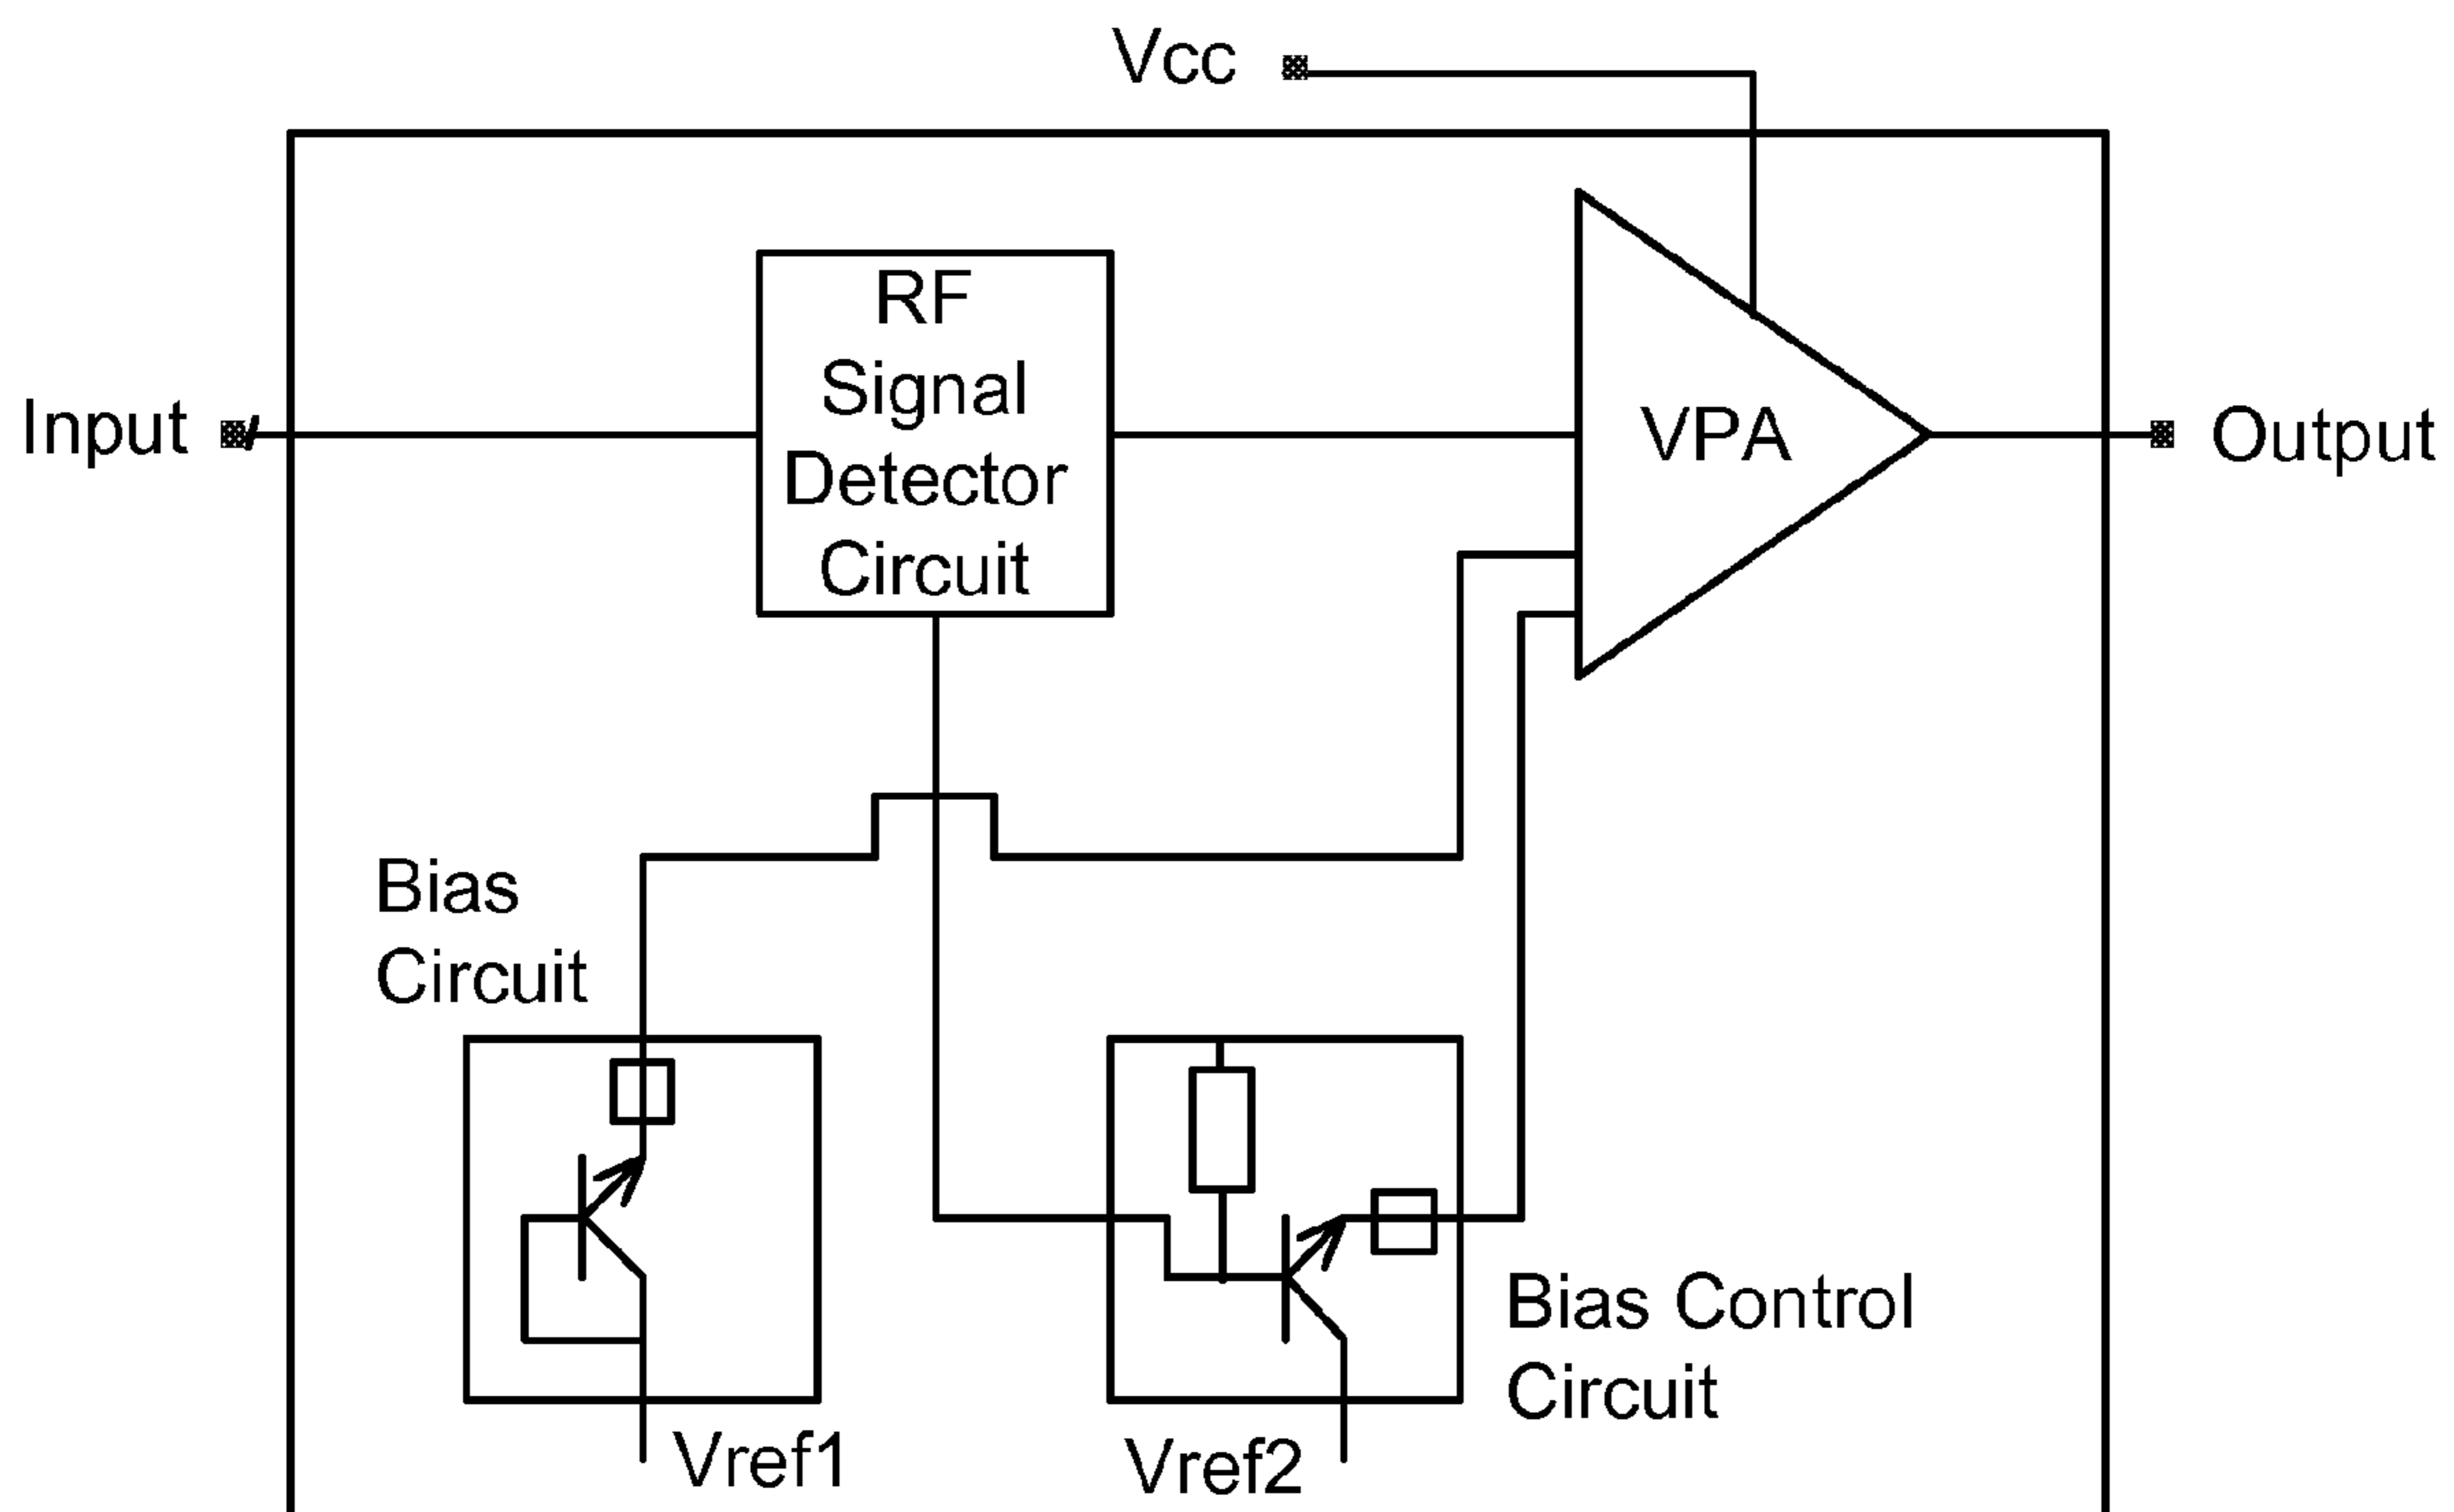 Vcc
RF
Signal
Detector
Circuit
Input
VPA
Output
Bias
Circuit
Bias Control
Circuit
Vref1
Vref2